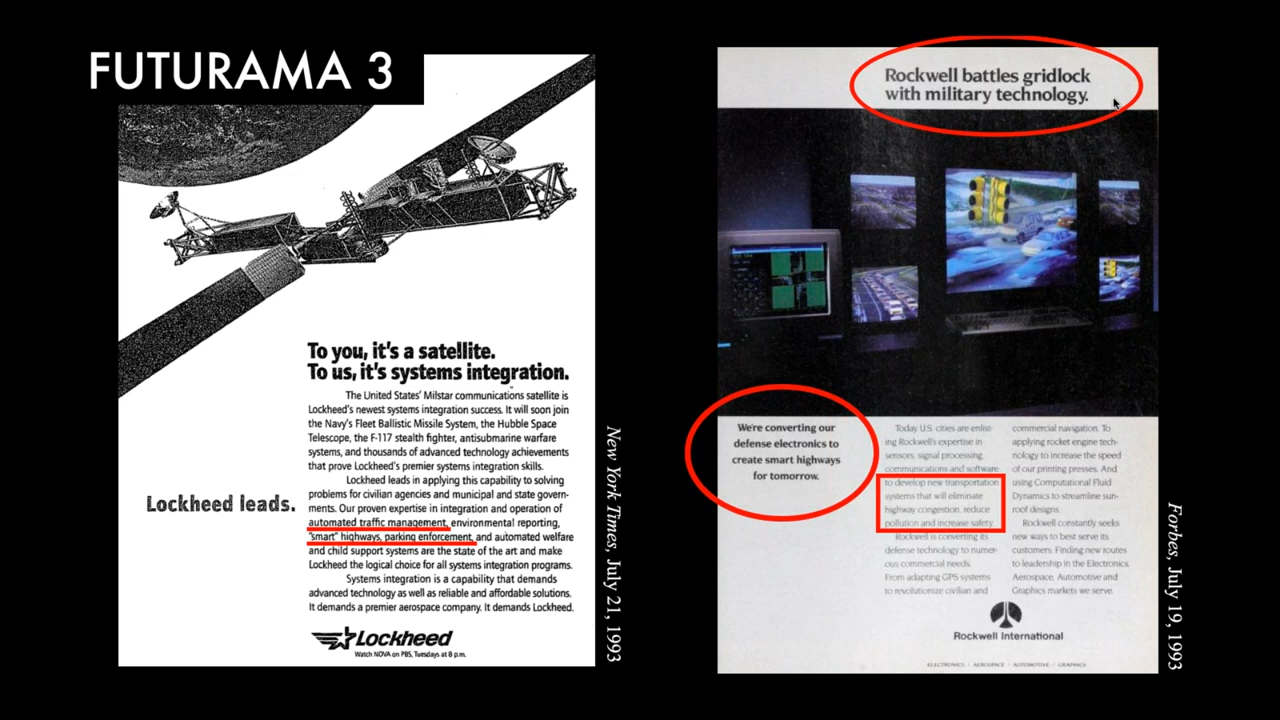 FUTURAMA 3
To you, it's a satellite.
To us, it's systems integration.
The United States' Milstar communications satellite is
Lockheed's newest systems integration success. It will soon join
the Navy's Fleet Ballistic Missile System, the Hubble Space
Telescope, the F-117 stealth fighter, antisubmarine warfare
systems, and thousands of advanced technology achievements
that prove Lockheed's premier systems integration skills.
Lockheed leads in applying this capability to solving
problems for civilian agencies and municipal and state govern-
ments. Our proven expertise in integration and operation of
automated traffic management, environmental reporting,
"smart" highways, parking enforcement, and automated welfare
and child support systems are the state of the art and make
Lockheed the logical choice for all systems integration programs.
Systems integration is a capability that demands
advanced technology as well as reliable and affordable solutions.
It demands a premier aerospace company. It demands Lockheed.
Lockheed leads.
Lockheed
Watch NOVA on PBS, Tuesdays at 8 p.m.
New York Times, July 21, 1993
Rockwell battles gridlock
with military technology.
We're converting our
defense electronics to
create smart highways
for tomorrow.
Today U.S. cities are enlist-
ing Rockwell's expertise in
sensors, signal processing,
communications and software
to develop new transportation
systems that will eliminate
highway congestion, reduce
pollution and increase safety.
Rockwell is converting its
defense technology to numer-
ous commercial needs.
From adapting GPS systems
to revolutionize civilian and
commercial navigation. To
applying rocket engine tech-
nology to increase the speed
of our printing presses. And
using Computational Fluid
Dynamics to streamline sun-
roof designs.
Rockwell constantly seeks
new ways to best serve its
customers. Finding new routes
to leadership in the Electronics,
Aerospace, Automotive and
Graphics markets we serve.
Rockwell International
ELECTRONICS / AEROSPACE / AUTOMOTIVE / GRAPHICS
Forbes, July 19, 1993